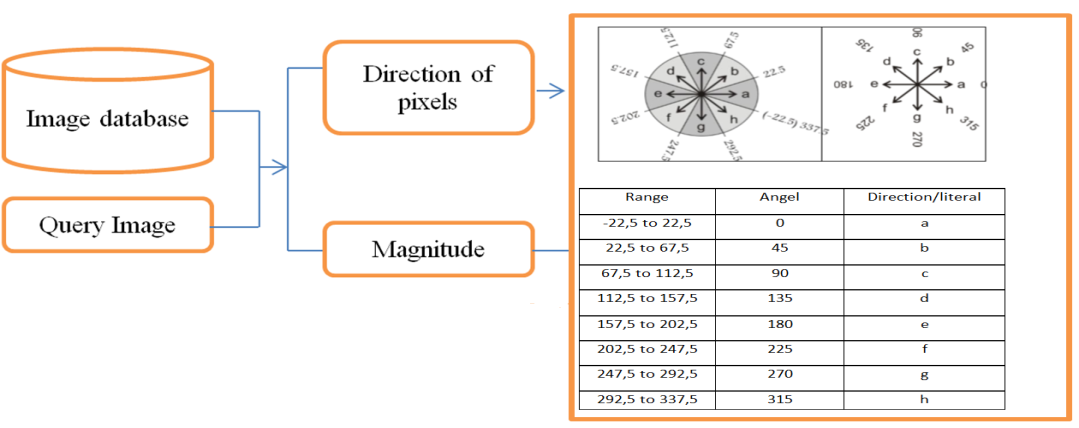 Image database
Query Image
Direction of
pixels
Magnitude
112,5
67.5
157,5
22.5
202,5
(-22.5) 337,5
247,5
292,5
a
b
c
d
e
f
g
h
90
135
45
180
0
225
315
270
a
b
c
d
e
f
g
h
Range Angel Direction/literal
-22,5 to 22,5 0 a
22,5 to 67,5 45 b
67,5 to 112,5 90 c
112,5 to 157,5 135 d
157,5 to 202,5 180 e
202,5 to 247,5 225 f
247,5 to 292,5 270 g
292,5 to 337,5 315 h